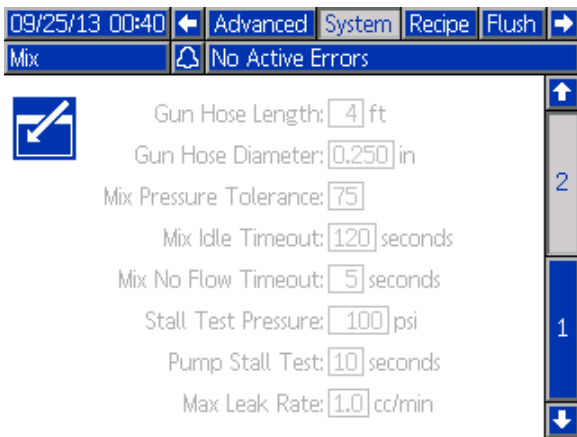 09/25/13 00:40 Advanced System Recipe Flush
Mix No Active Errors
Gun Hose Length: 4 ft
Gun Hose Diameter: 0.250 in
Mix Pressure Tolerance: 75
2
Mix Idle Timeout: 120 seconds
Mix No Flow Timeout: 5 seconds
Stall Test Pressure: 100 psi
1
Pump Stall Test: 10 seconds
Max Leak Rate: 1.0 cc/min